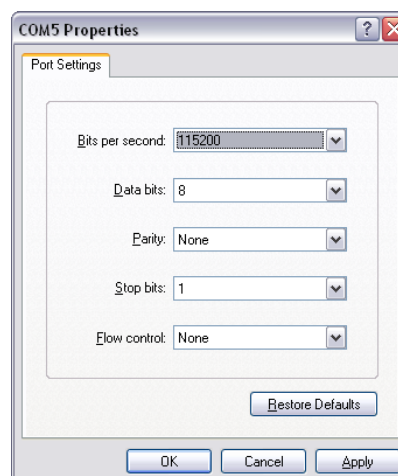 COM5 Properties
Port Settings
Bits per second: 115200
Data bits: 8
Parity: None
Stop bits: 1
Flow control: None
Restore Defaults
OK Cancel Apply